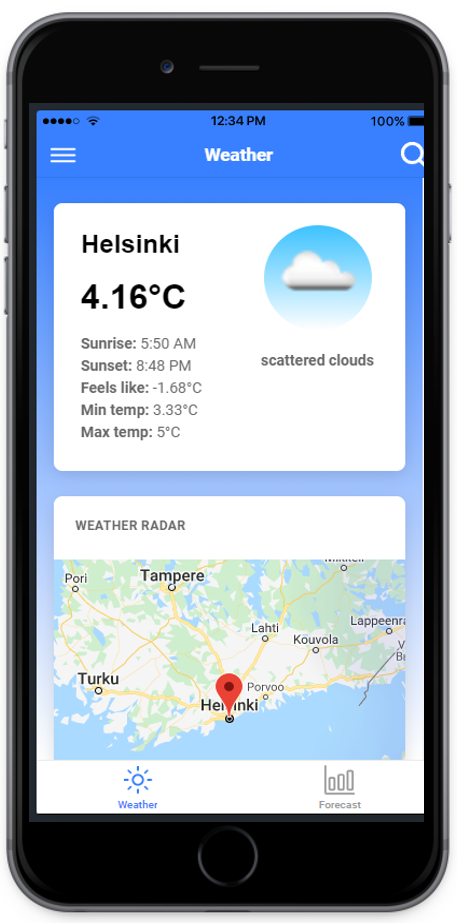 12:34 PM 100%
Weather
Helsinki
4.16°C
Sunrise: 5:50 AM
Sunset: 8:48 PM
Feels like: -1.68°C
Min temp: 3.33°C
Max temp: 5°C
scattered clouds
WEATHER RADAR
Pori
Tampere
Lahti
Kouvola
Lappeenra
Turku
Porvoo
Helsinki
Weather
Forecast